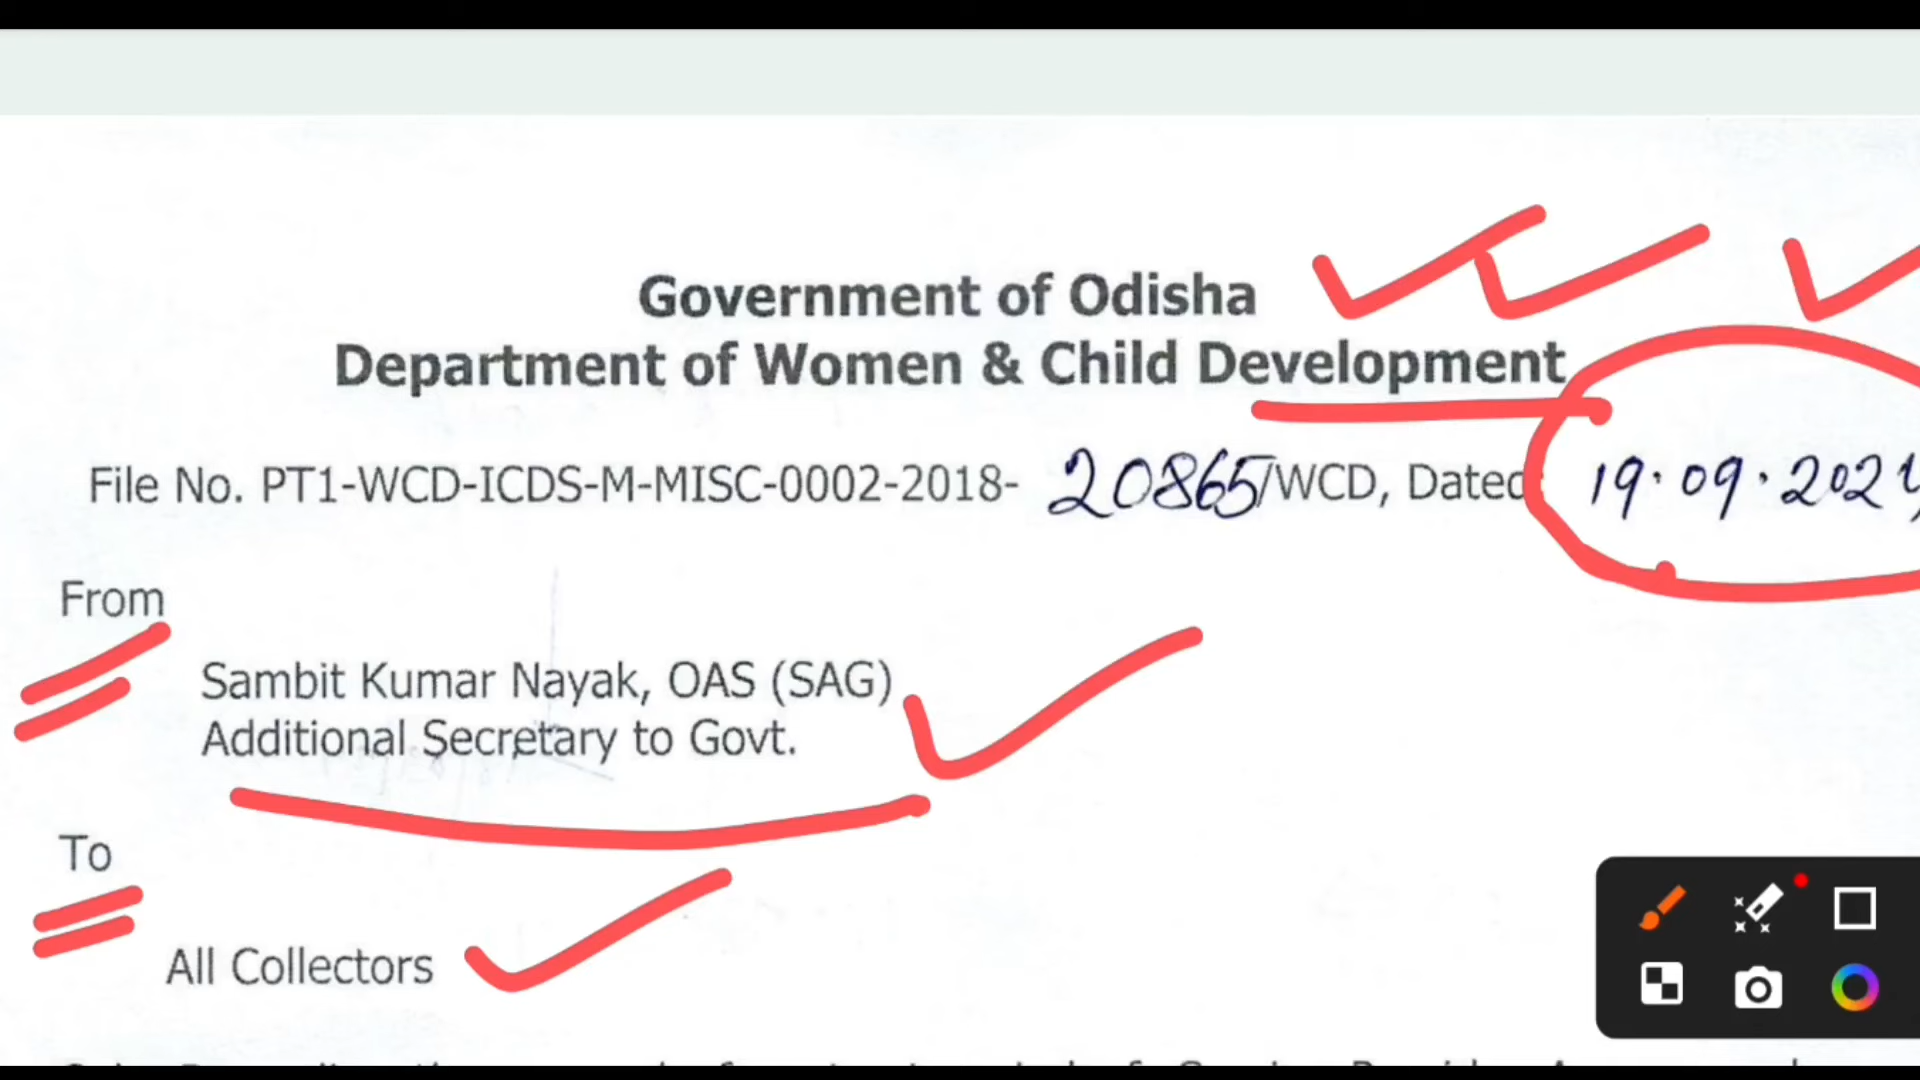 Government of Odisha
Department of Women & Child Development
File No. PT1-WCD-ICDS-M-MISC-0002-2018- 20865/WCD, Dated 19.09.202
From
Sambit Kumar Nayak, OAS (SAG)
Additional Secretary to Govt.
To
All Collectors